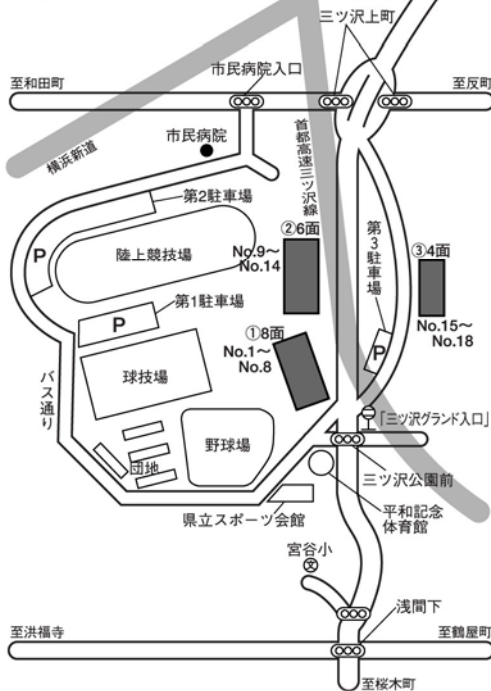 三ツ沢上町
市民病院入口
至和田町
至反町
市民病院
横浜新道
首都高速三ツ沢線
第2駐車場
P
陸上競技場
②6面
No.9〜
No.14
第3駐車場
③4面
No.15〜
No.18
第1駐車場
P
①8面
No.1〜
No.8
P
球技場
バス通り
「三ツ沢グランド入口」
野球場
団地
三ツ沢公園前
県立スポーツ会館
平和記念
体育館
宮谷小
文
浅間下
至洪福寺
至鶴屋町
至桜木町